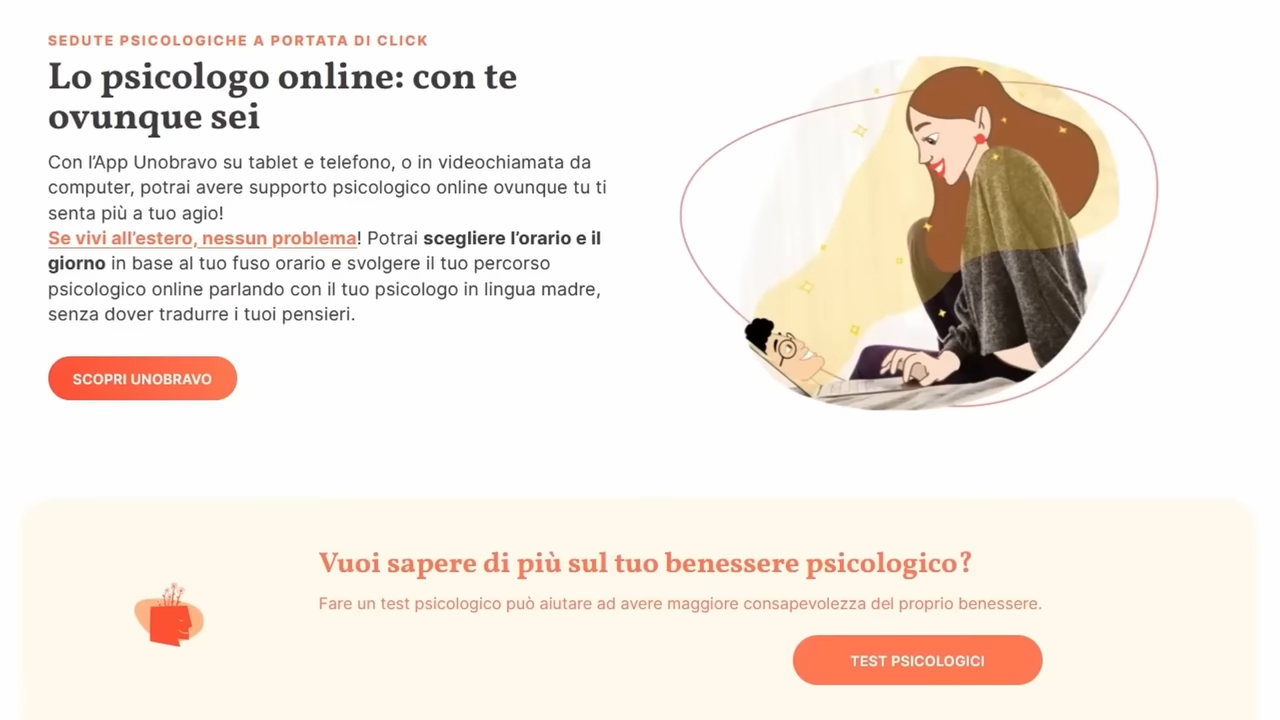 SEDUTE PSICOLOGICHE A PORTATA DI CLICK
Lo psicologo online: con te
ovunque sei
Con l’App Unobravo su tablet e telefono, o in videochiamata da
computer, potrai avere supporto psicologico online ovunque tu ti
senta più a tuo agio!
Se vivi all’estero, nessun problema! Potrai scegliere l’orario e il
giorno in base al tuo fuso orario e svolgere il tuo percorso
psicologico online parlando con il tuo psicologo in lingua madre,
senza dover tradurre i tuoi pensieri.
SCOPRI UNOBRAVO
Vuoi sapere di più sul tuo benessere psicologico?
Fare un test psicologico può aiutare ad avere maggiore consapevolezza del proprio benessere.
TEST PSICOLOGICI